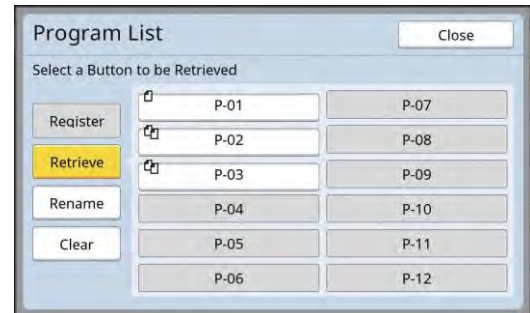 Program List
Close
Select a Button to be Retrieved
Register
Retrieve
Rename
Clear
P-01
P-02
P-03
P-04
P-05
P-06
P-07
P-08
P-09
P-10
P-11
P-12